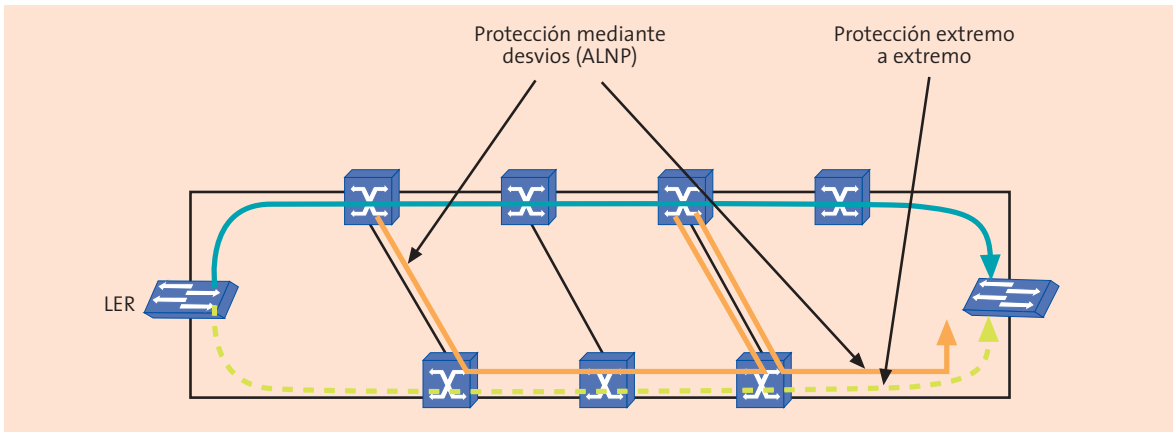 Protección mediante
desvios (ALNP)
Protección extremo
a extremo
LER